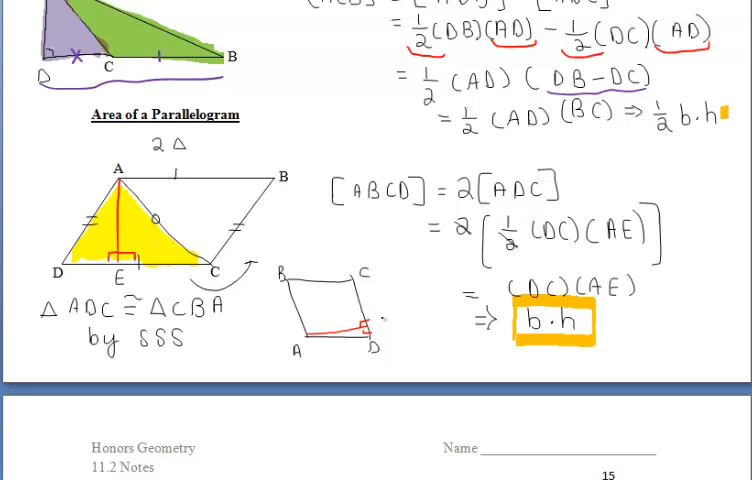 = ½ (DB)(AD) - ½ (DC)(AD)
D C B
= ½ (AD) (DB-DC)
= ½ (AD) (BC) ⇒ ½ b.h
Area of a Parallelogram
2 Δ
A B
[ABCD] = 2[ADC]
= 2[½ (DC)(AE)]
D E C
B C
= (DC)(AE)
Δ ADC ≅ Δ CBA
⇒ b·h
by SSS
A D
Honors Geometry
Name
11.2 Notes
15